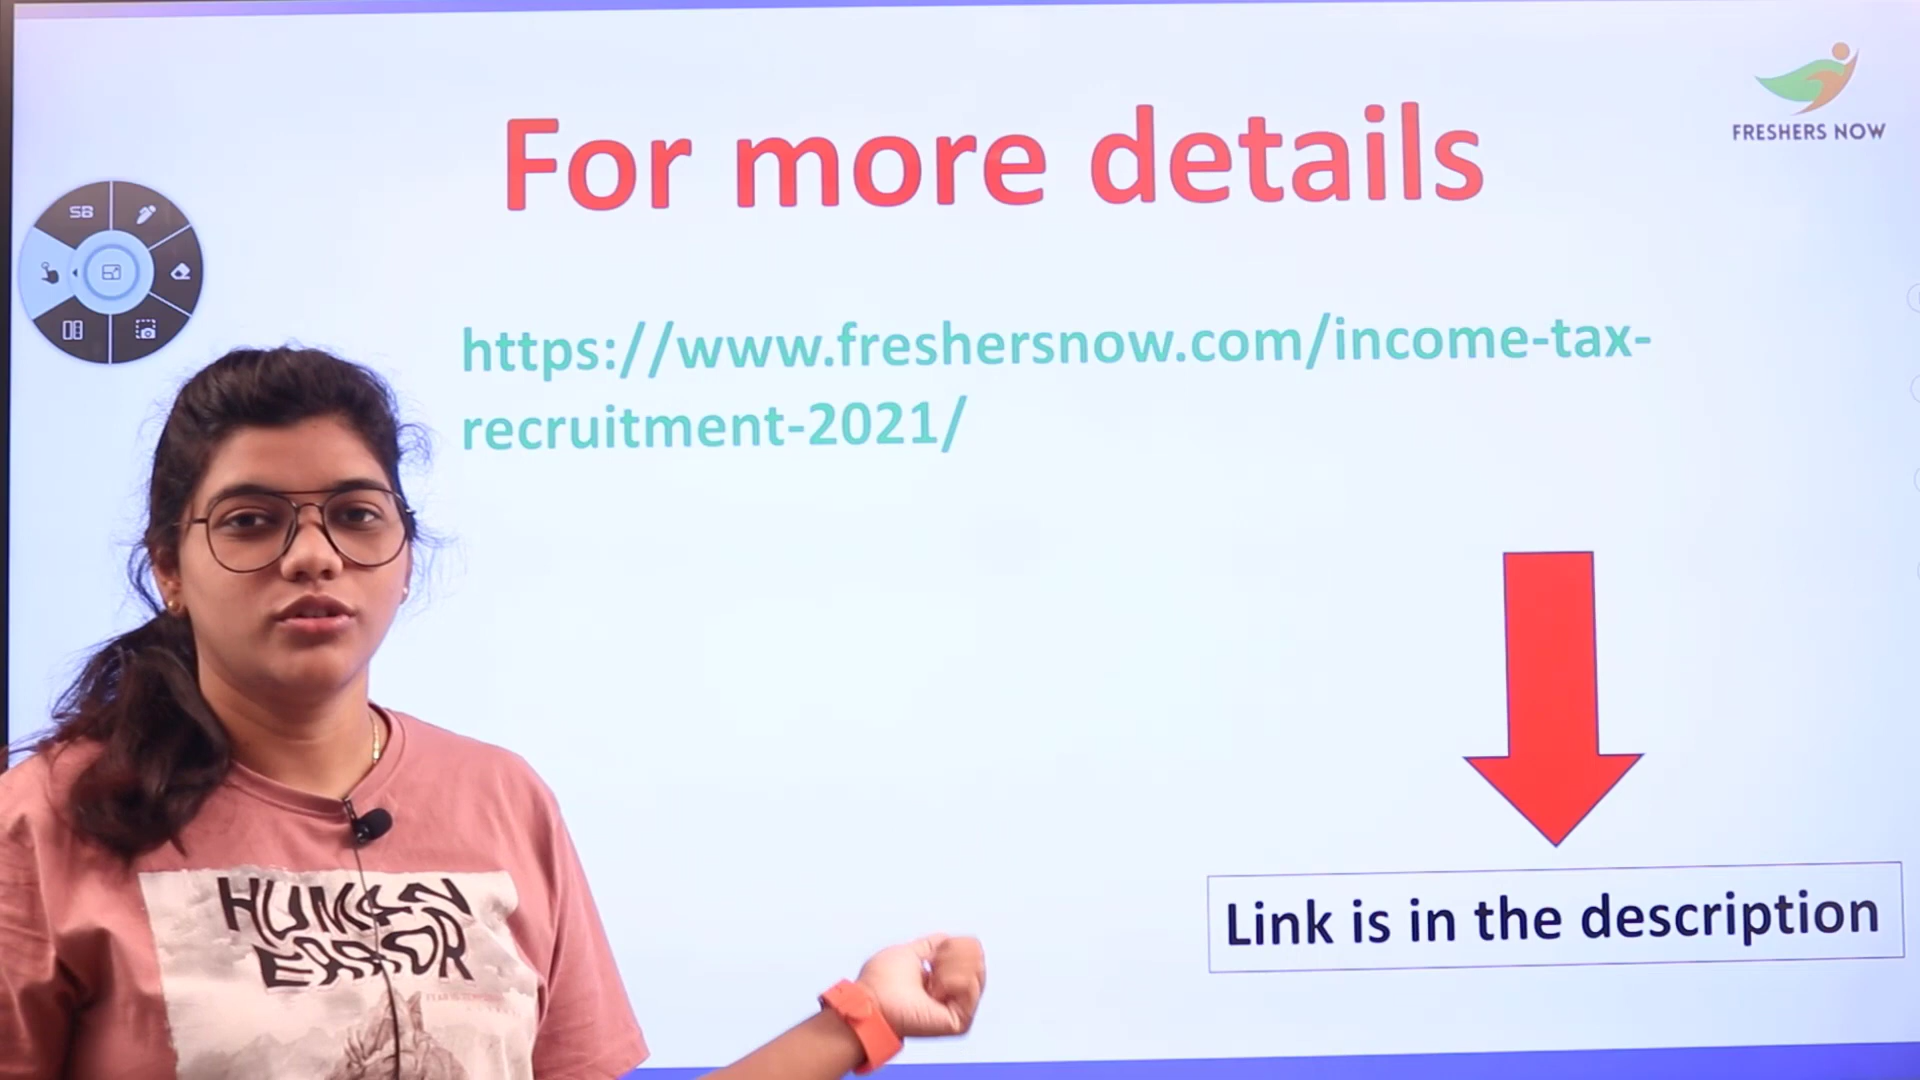 For more details
FRESHERS NOW
SB
https://www.freshersnow.com/income-tax-
recruitment-2021/
Link is in the description
HUMAN
ERROR